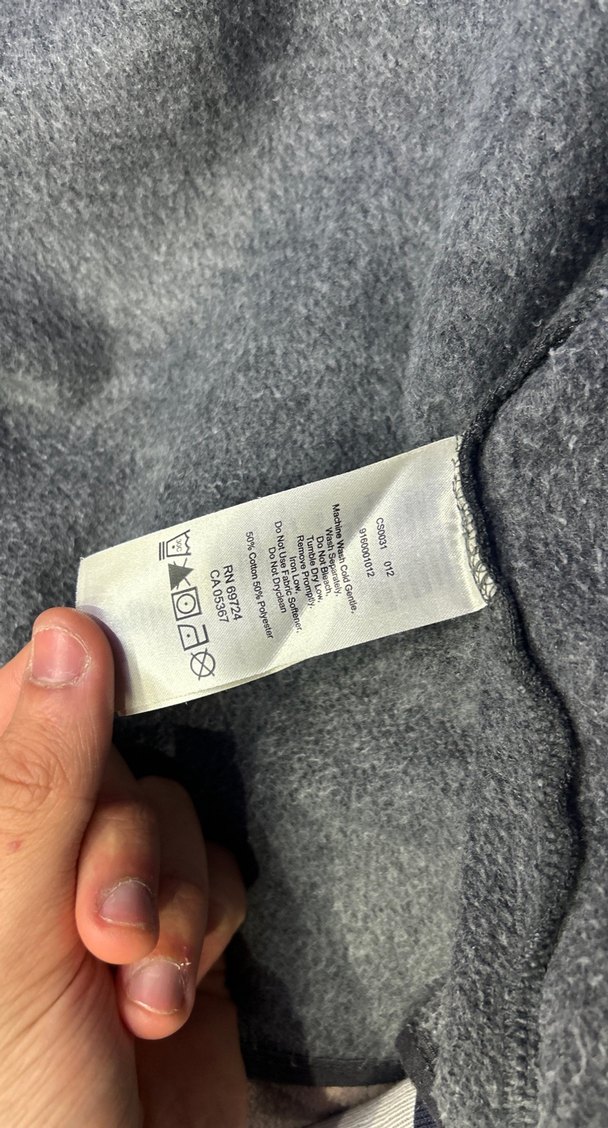 CS0031 012
9160001012
Machine Wash Cold Gentle,
Wash Separately,
Do Not Bleach,
Tumble Dry Low,
Remove Promptly,
Iron Low,
Do Not Use Fabric Softener,
Do Not Dryclean
50% Cotton 50% Polyester
RN 69724
CA 05367